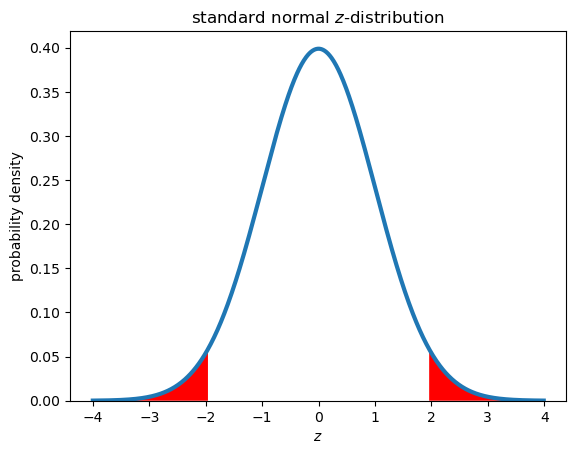 standard normal z-distribution
probability density
0.40
0.35
0.30
0.25
0.20
0.15
0.10
0.05
0.00
−4 −3 −2 −1 0 1 2 3 4
z